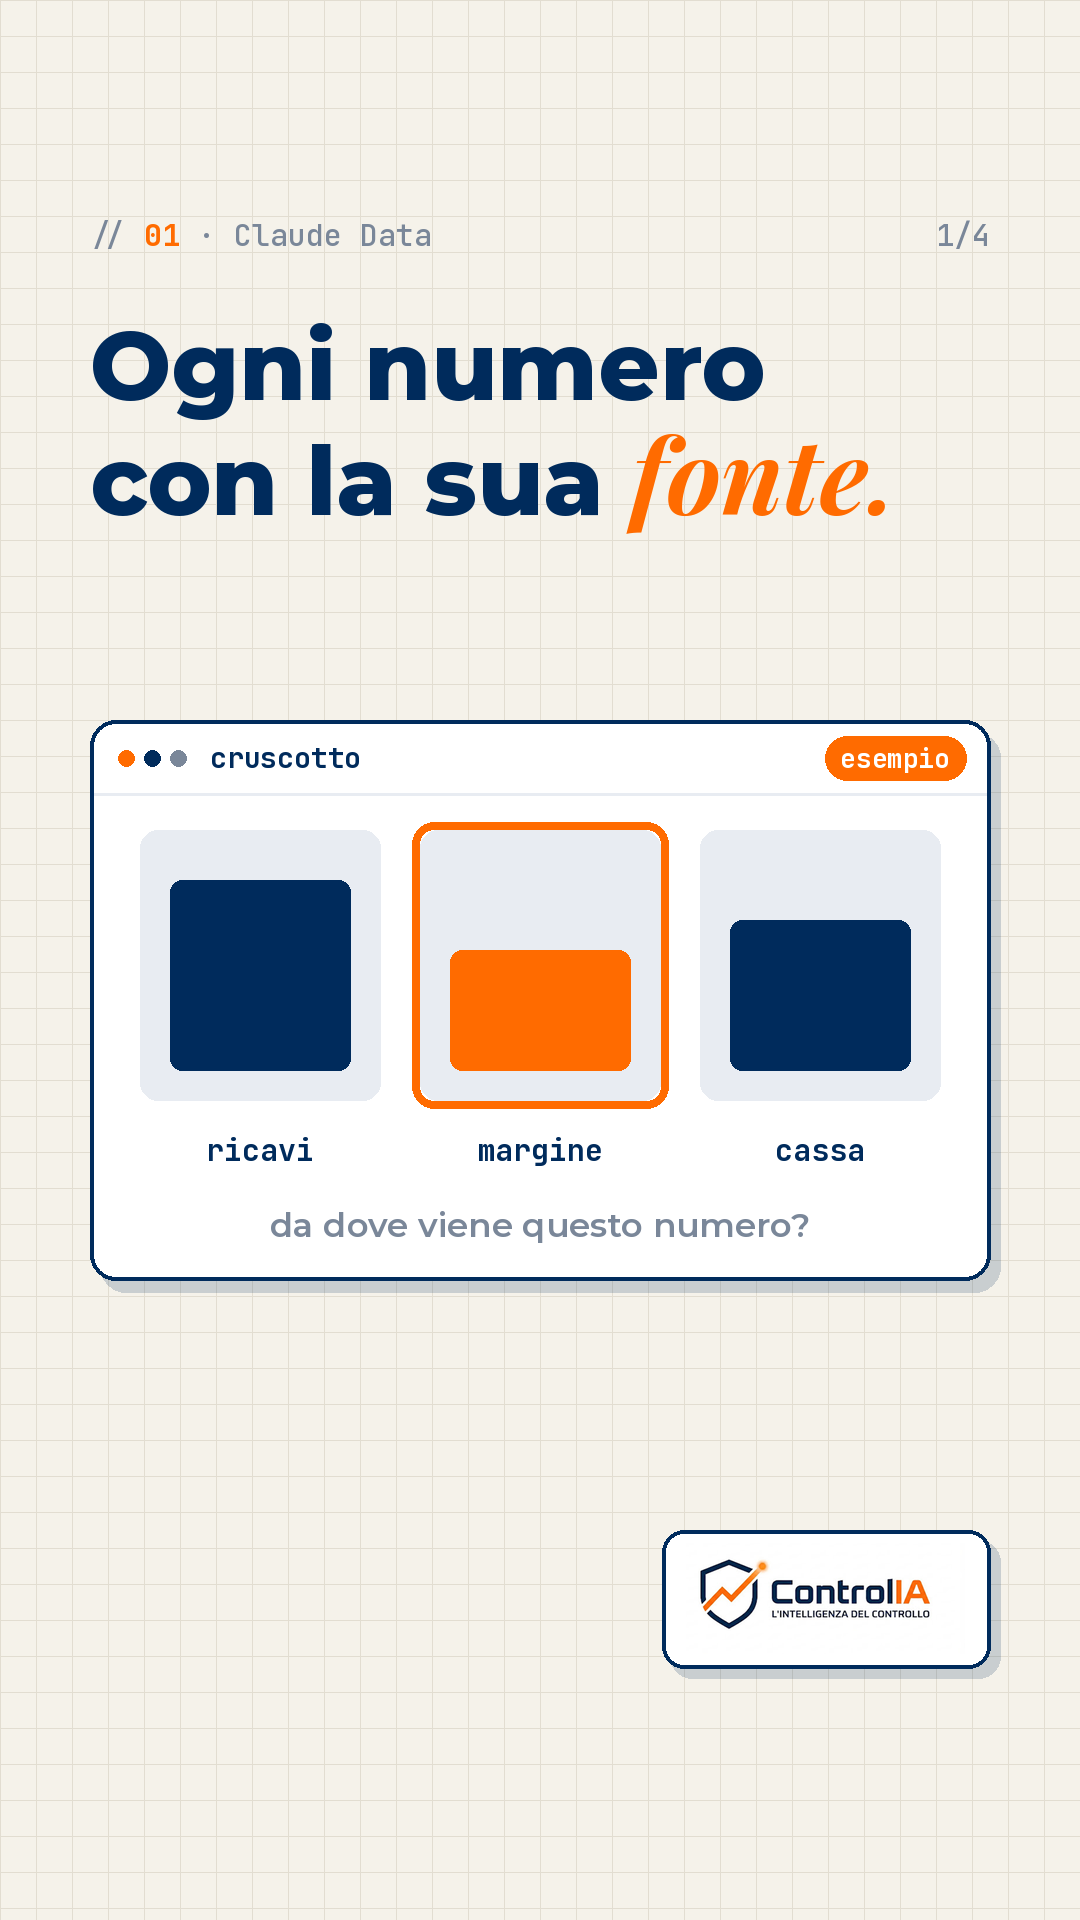 // 01 · Claude Data
1/4
Ogni numero
con la sua fonte.
cruscotto
esempio
ricavi
margine
cassa
da dove viene questo numero?
ControlIA
L'INTELLIGENZA DEL CONTROLLO